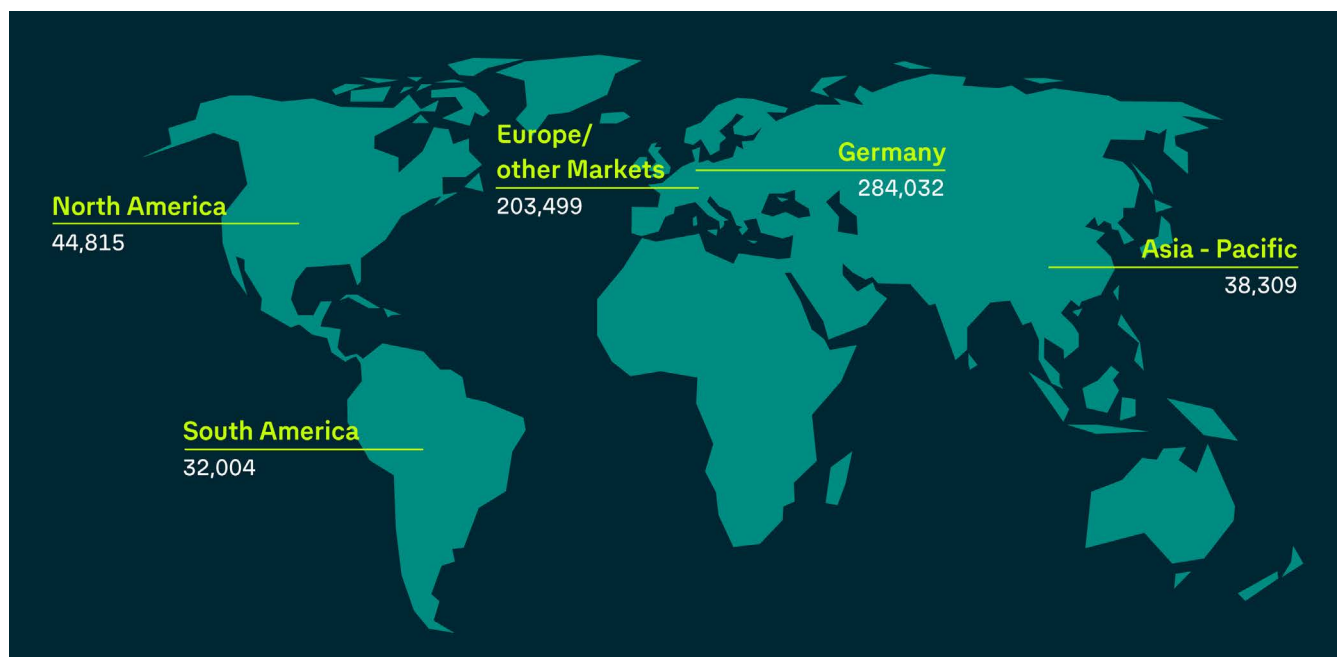 Europe/
other Markets
203,499
Germany
284,032
North America
44,815
Asia - Pacific
38,309
South America
32,004